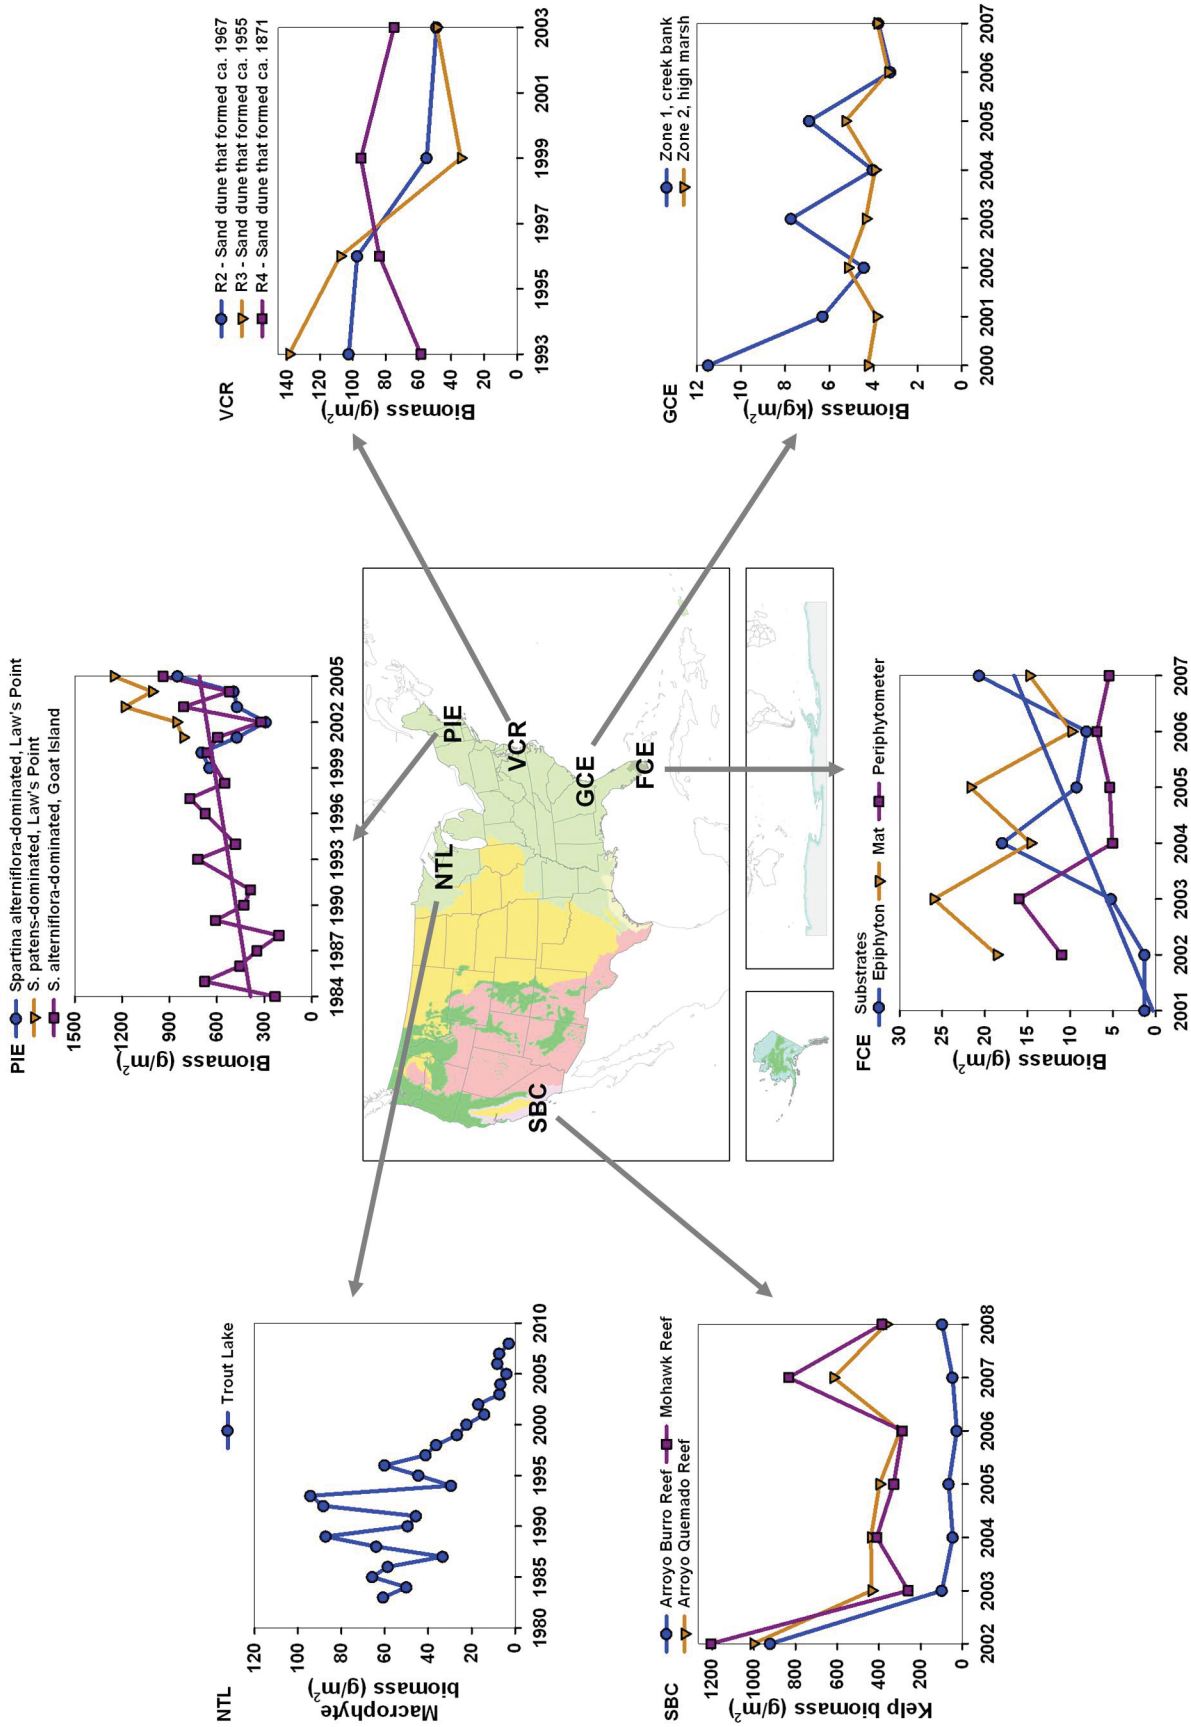 NTL
Trout Lake
120
100
80
60
40
20
0
Macrophyte
biomass (g/m²)
1980 1985 1990 1995 2000 2005 2010
PIE
Spartina alterniflora-dominated, Law's Point
S. patens-dominated, Law's Point
S. alterniflora-dominated, Goat Island
1500
1200
900
600
300
0
Biomass (g/m²)
1984 1987 1990 1993 1996 1999 2002 2005
VCR
R2 - Sand dune that formed ca. 1967
R3 - Sand dune that formed ca. 1955
R4 - Sand dune that formed ca. 1871
140
120
100
80
60
40
20
0
Biomass (g/m²)
1993 1995 1997 1999 2001 2003
NTL
PIE
VCR
SBC
GCE
FCE
SBC
Arroyo Burro Reef
Mohawk Reef
Arroyo Quemado Reef
1200
1000
800
600
400
200
0
Kelp biomass (g/m²)
2002 2003 2004 2005 2006 2007 2008
FCE
Substrates
Epiphyton
Mat
Periphytometer
30
25
20
15
10
5
0
Biomass (g/m²)
2001 2002 2003 2004 2005 2006 2007
GCE
Zone 1, creek bank
Zone 2, high marsh
12
10
8
6
4
2
0
Biomass (kg/m²)
2000 2001 2002 2003 2004 2005 2006 2007